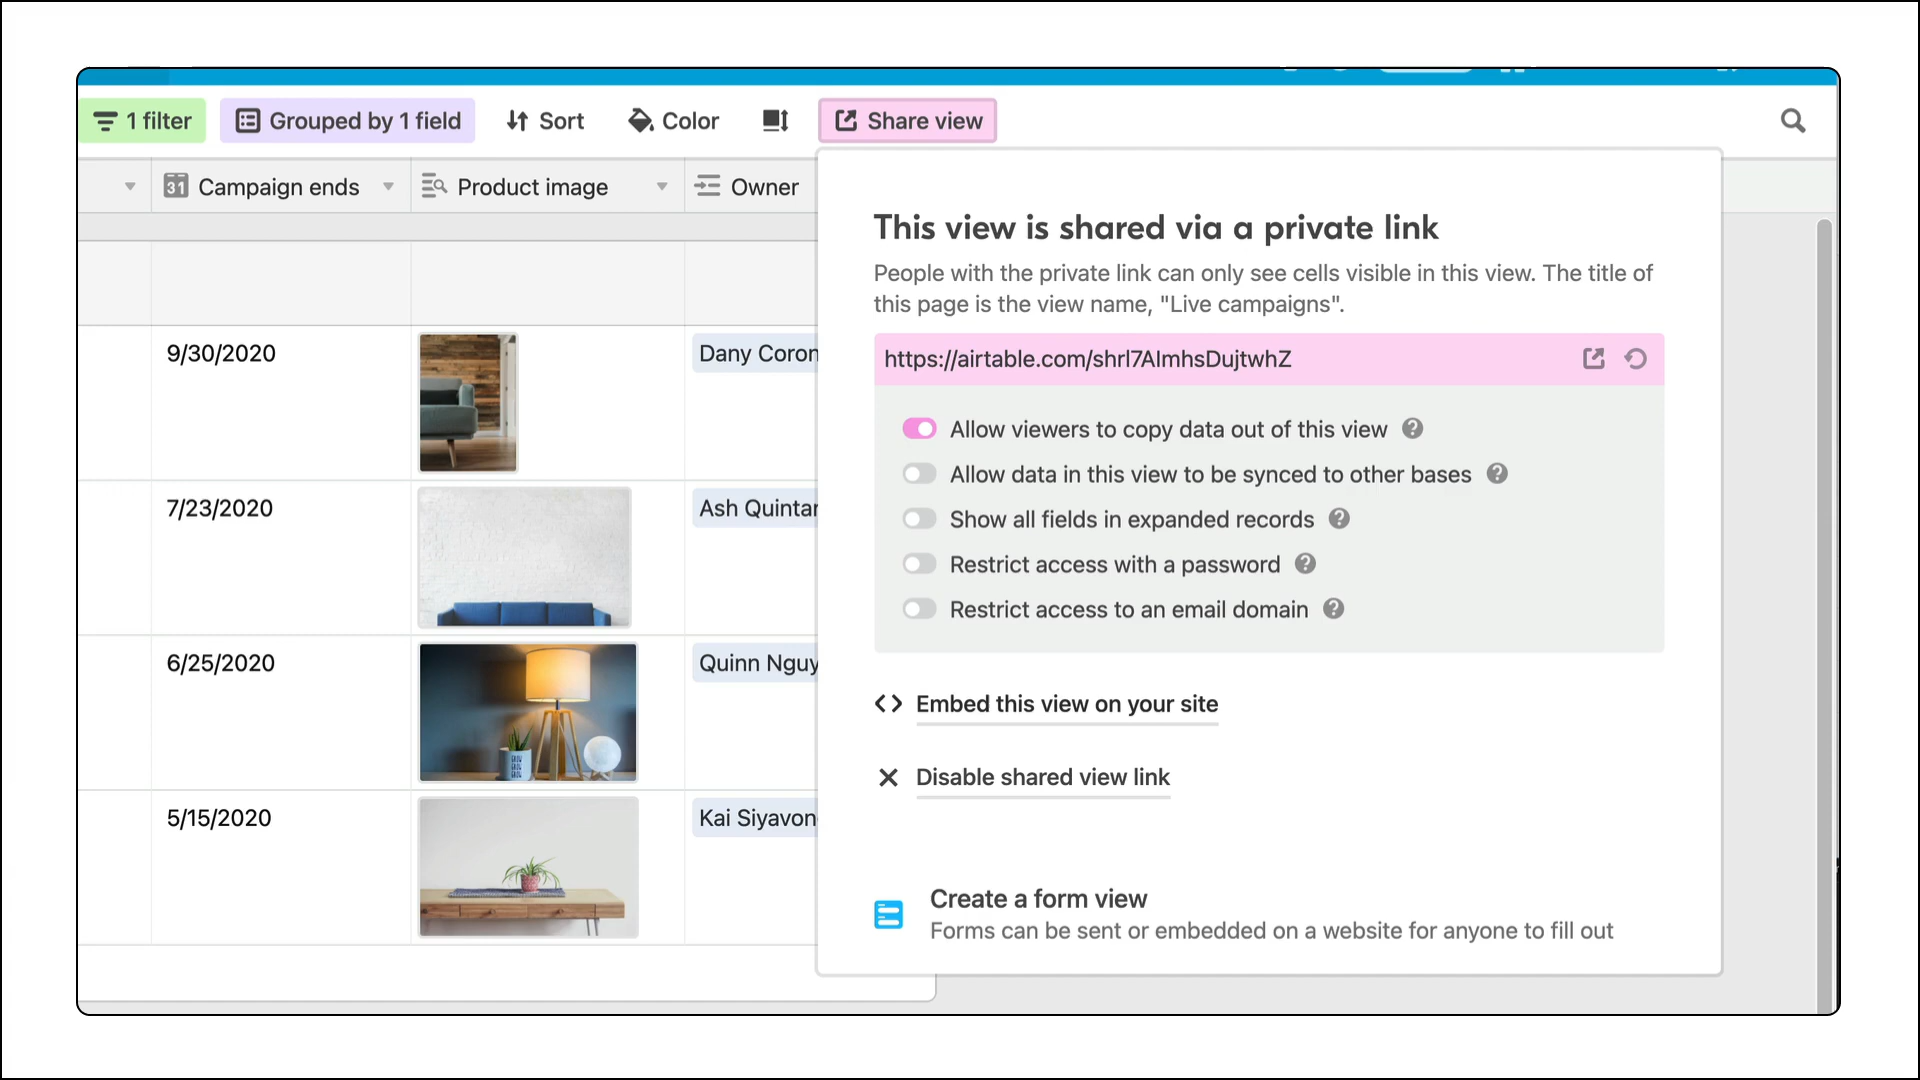 1 filter
Grouped by 1 field
Sort
Color
Share view
31 Campaign ends
Product image
Owner
9/30/2020
Dany Coron
7/23/2020
Ash Quintan
6/25/2020
Quinn Nguy
5/15/2020
Kai Siyavon
This view is shared via a private link
People with the private link can only see cells visible in this view. The title of
this page is the view name, "Live campaigns".
https://airtable.com/shrl7AlmhsDujtwhZ
Allow viewers to copy data out of this view
Allow data in this view to be synced to other bases
Show all fields in expanded records
Restrict access with a password
Restrict access to an email domain
Embed this view on your site
Disable shared view link
Create a form view
Forms can be sent or embedded on a website for anyone to fill out